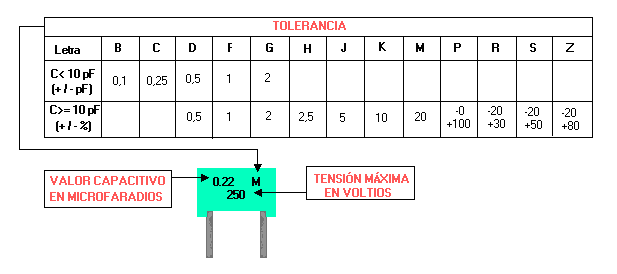 TOLERANCIA
Letra B C D F G H J K M P R S Z
C< 10 pF
(+ / - pF) 0,1 0,25 0,5 1 2
C>= 10 pF
(+ / - %) 0,5 1 2 2,5 5 10 20 -0 -20 -20 -20
+100 +30 +50 +80
VALOR CAPACITIVO
EN MICROFARADIOS
0.22 M
250
TENSIÓN MÁXIMA
EN VOLTIOS